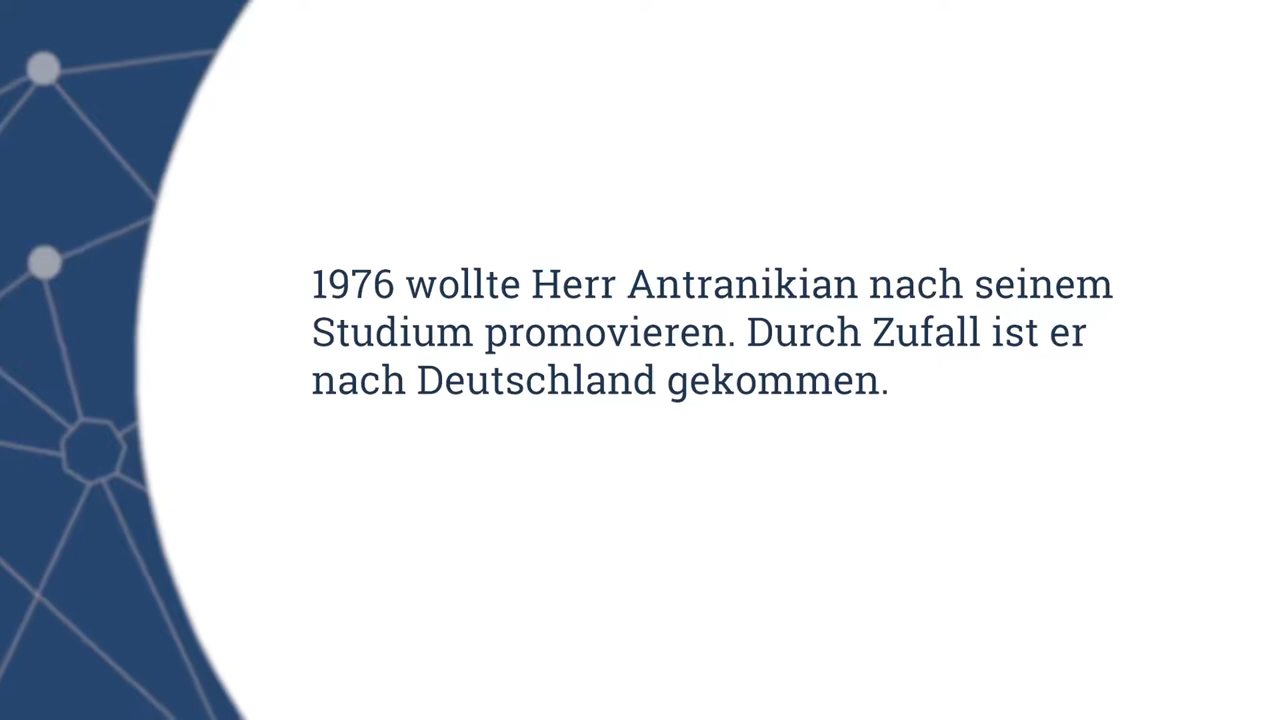 1976 wollte Herr Antranikian nach seinem
Studium promovieren. Durch Zufall ist er
nach Deutschland gekommen.